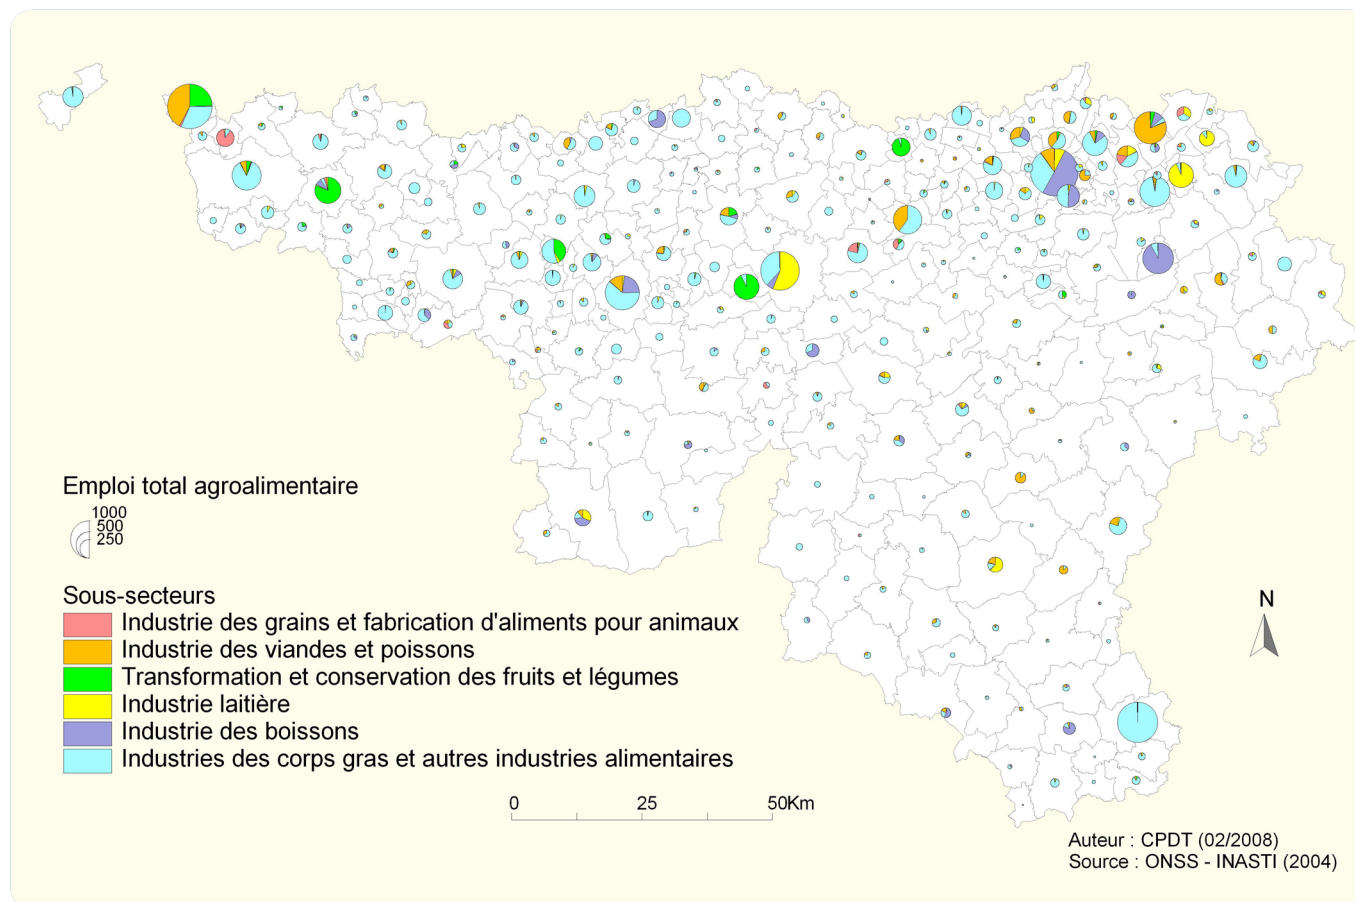 Emploi total agroalimentaire
1000
500
250
Sous-secteurs
Industrie des grains et fabrication d'aliments pour animaux
Industrie des viandes et poissons
Transformation et conservation des fruits et légumes
Industrie laitière
Industrie des boissons
Industries des corps gras et autres industries alimentaires
N
0 25 50Km
Auteur : CPDT (02/2008)
Source : ONSS - INASTI (2004)